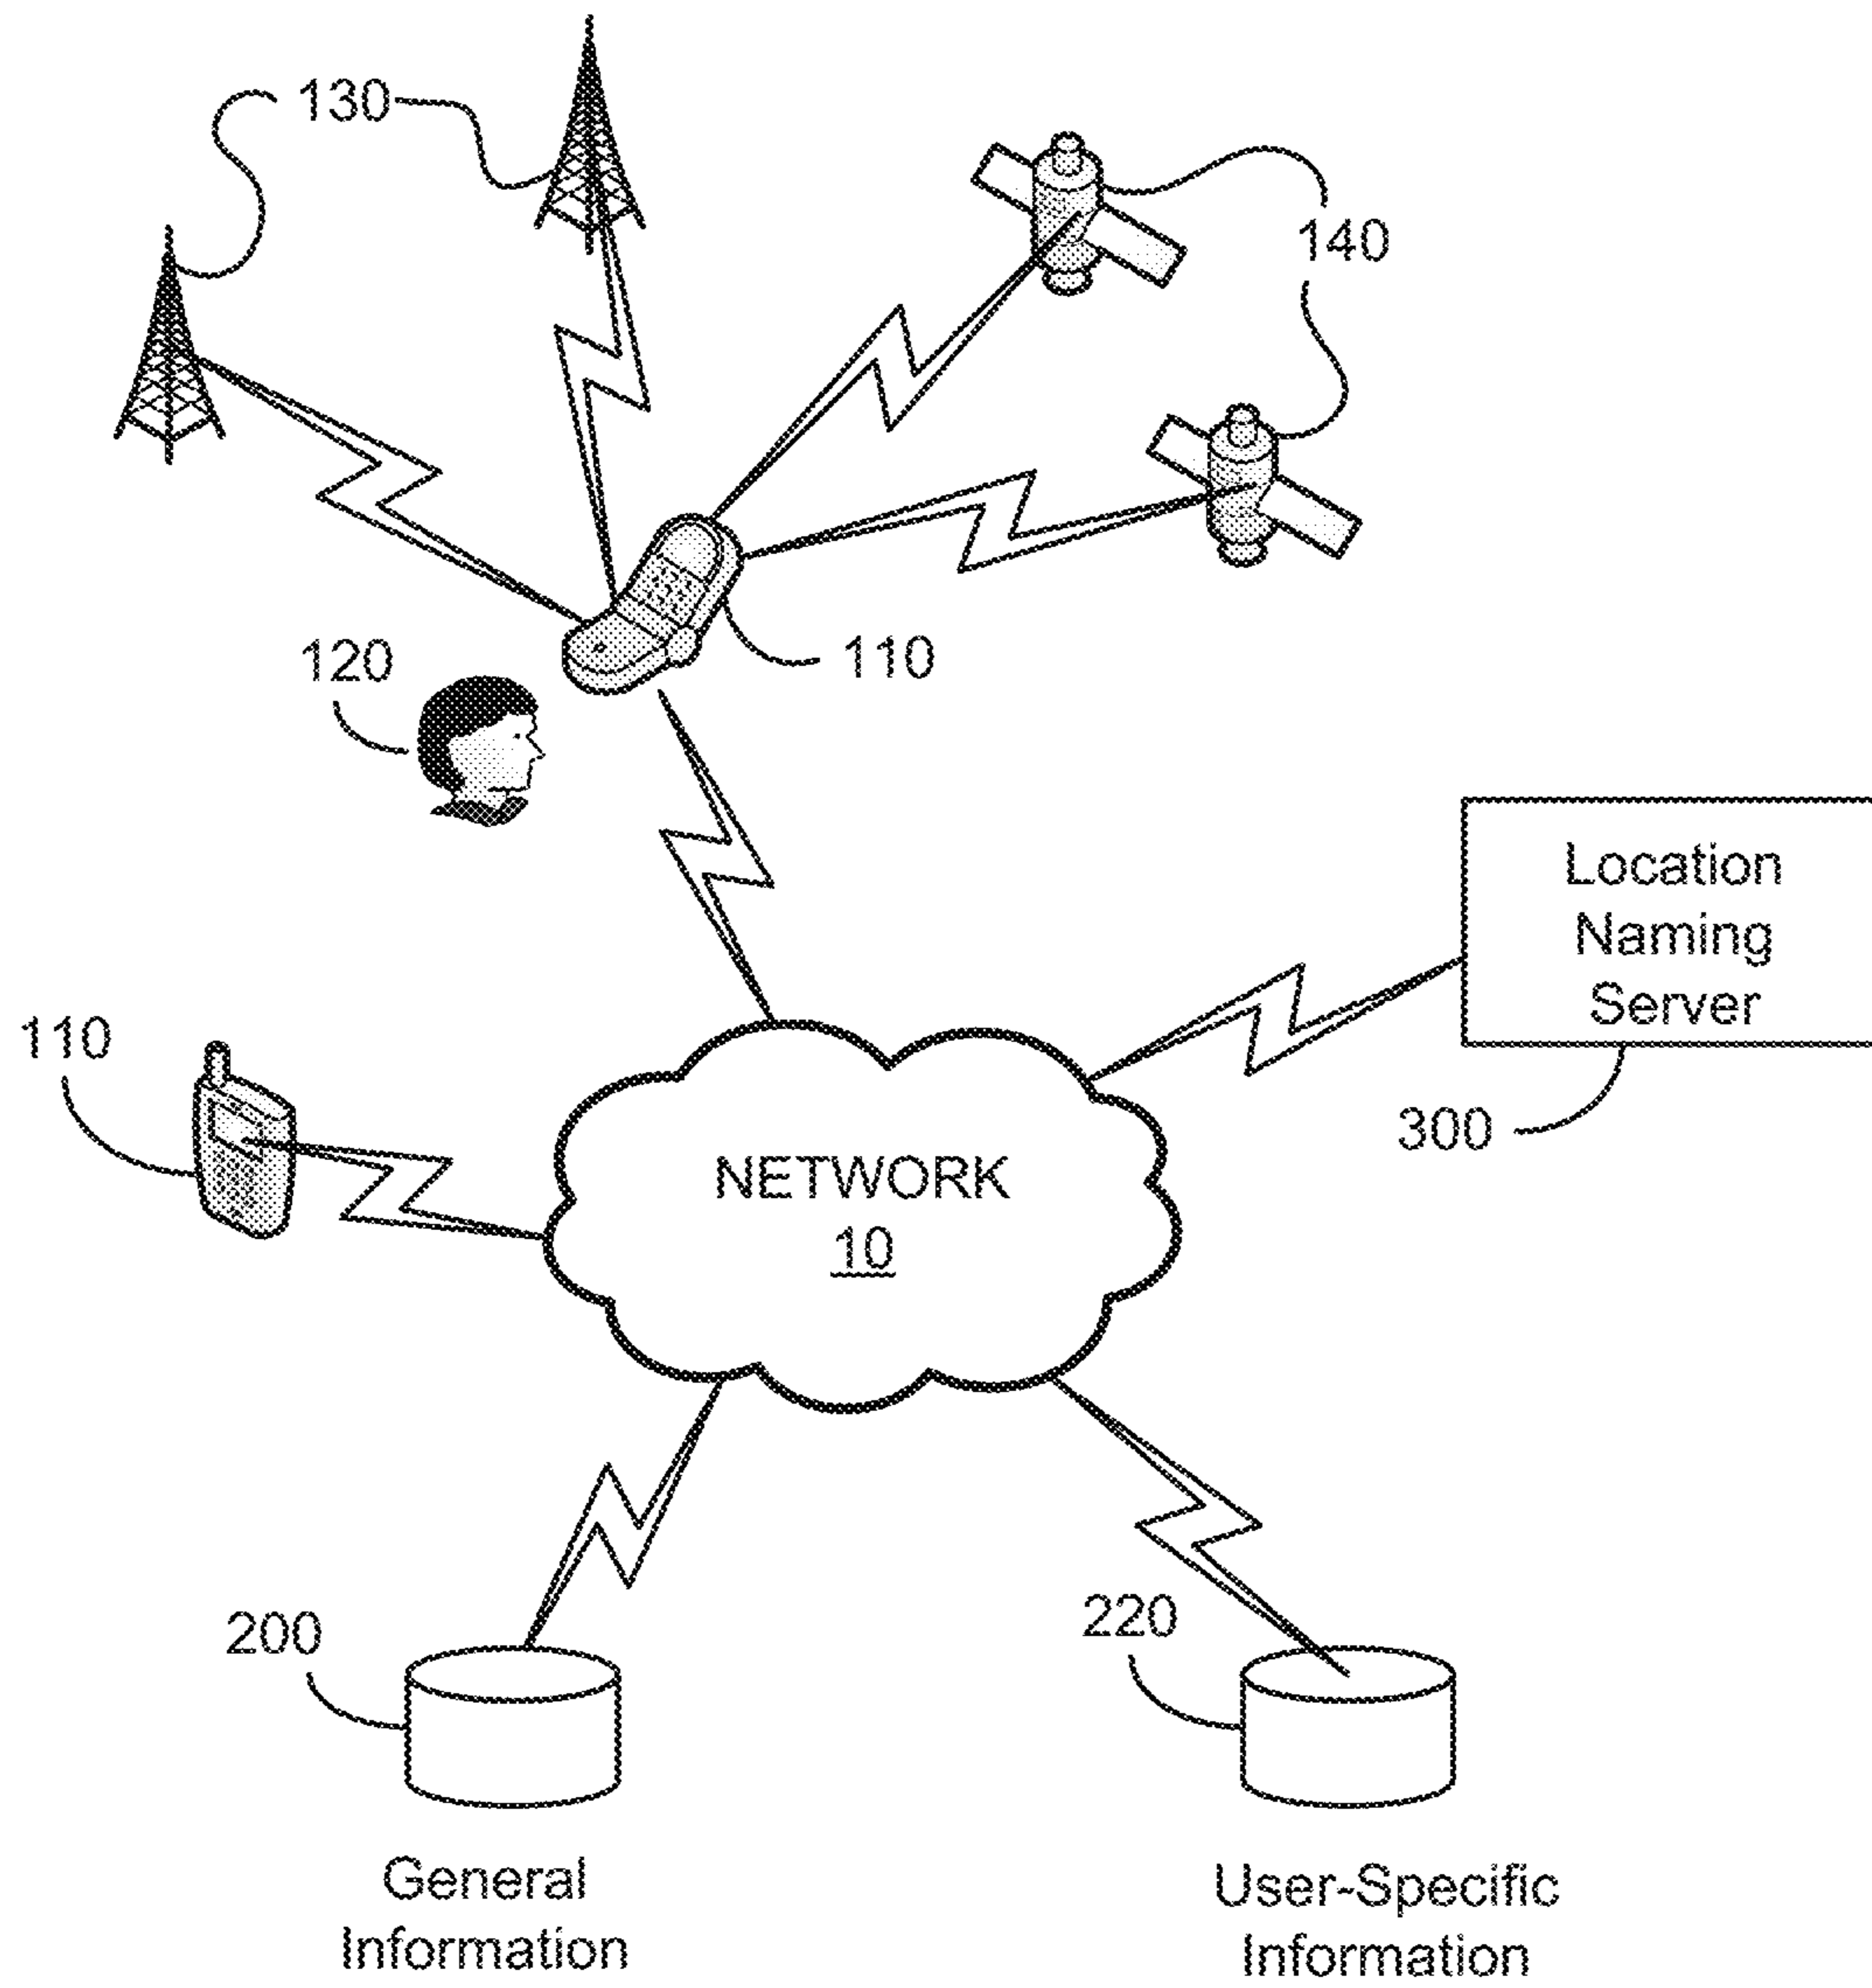 130
140
120
110
Location
Naming
Server
110
300
NETWORK
10
200
220
General
Information
User-Specific
Information